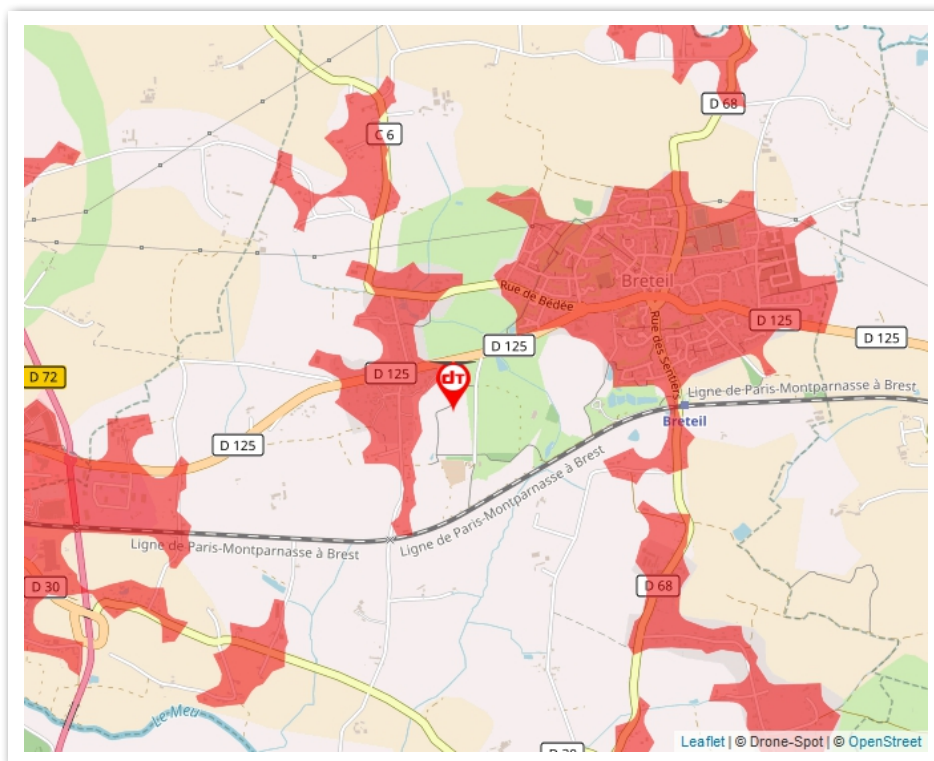 D 68
C 6
Breteil
Rue de Bédée
Rue des Sentiers
D 125
D 125
D 125
D 72
D 125
dT
Ligne de Paris-Montparnasse à Brest
Breteil
D 125
Ligne de Paris-Montparnasse à Brest
Ligne de Paris-Montparnasse à Brest
D 30
D 68
Le Meu
Leaflet | © Drone-Spot | © OpenStreet